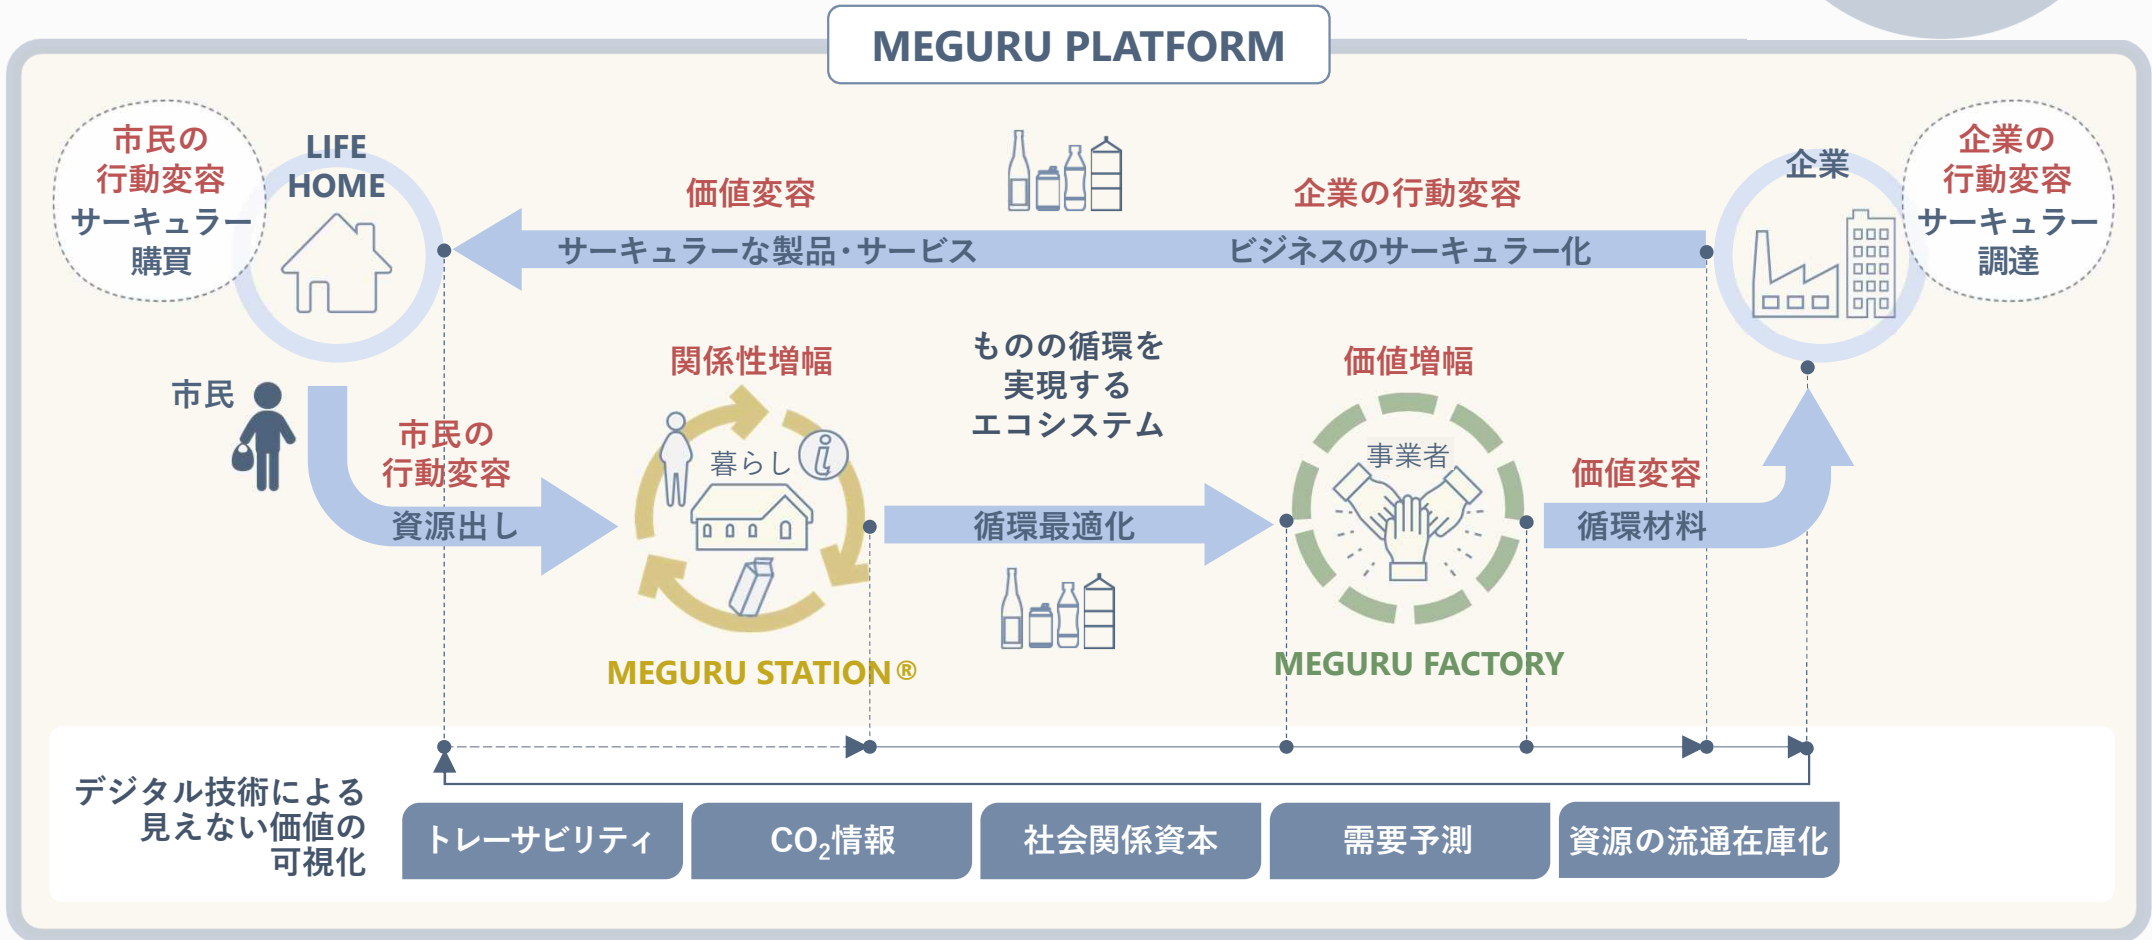 MEGURU PLATFORM
市民の
行動変容
サーキュラー
購買
LIFE
HOME
価値変容
企業の行動変容
サーキュラーな製品・サービス
ビジネスのサーキュラー化
企業
企業の
行動変容
サーキュラー
調達
市民
市民の
行動変容
資源出し
関係性増幅
暮らし
i
MEGURU STATION®
ものの循環を
実現する
エコシステム
循環最適化
価値増幅
事業者
MEGURU FACTORY
価値変容
循環材料
デジタル技術による
見えない価値の
可視化
トレーサビリティ
CO₂情報
社会関係資本
需要予測
資源の流通在庫化